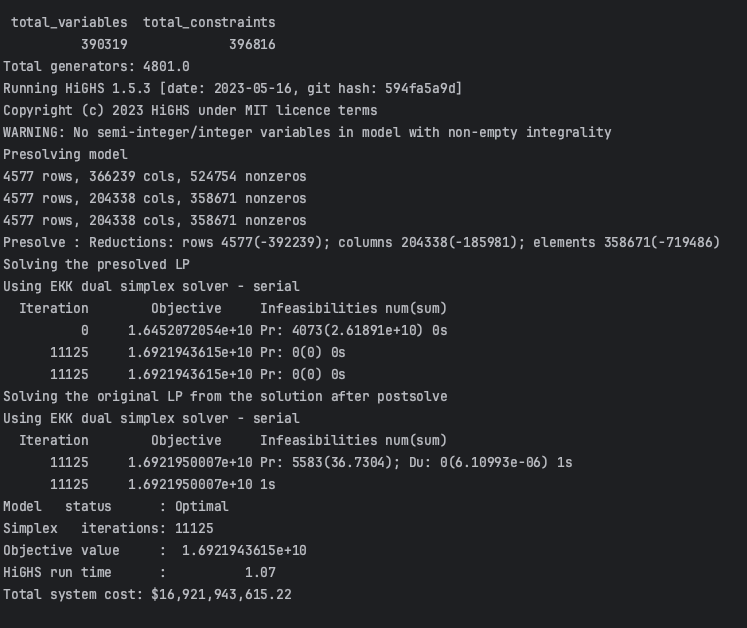 total_variables  total_constraints
390319             396816
Total generators: 4801.0
Running HiGHS 1.5.3 [date: 2023-05-16, git hash: 594fa5a9d]
Copyright (c) 2023 HiGHS under MIT licence terms
WARNING: No semi-integer/integer variables in model with non-empty integrality
Presolving model
4577 rows, 366239 cols, 524754 nonzeros
4577 rows, 204338 cols, 358671 nonzeros
4577 rows, 204338 cols, 358671 nonzeros
Presolve : Reductions: rows 4577(-392239); columns 204338(-185981); elements 358671(-719486)
Solving the presolved LP
Using EKK dual simplex solver - serial
  Iteration        Objective     Infeasibilities num(sum)
          0     1.6452072054e+10 Pr: 4073(2.61891e+10) 0s
      11125     1.6921943615e+10 Pr: 0(0) 0s
      11125     1.6921943615e+10 Pr: 0(0) 0s
Solving the original LP from the solution after postsolve
Using EKK dual simplex solver - serial
  Iteration        Objective     Infeasibilities num(sum)
      11125     1.6921950007e+10 Pr: 5583(36.7304); Du: 0(6.10993e-06) 1s
      11125     1.6921950007e+10 1s
Model   status      : Optimal
Simplex   iterations: 11125
Objective value     :  1.6921943615e+10
HiGHS run time      :          1.07
Total system cost: $16,921,943,615.22